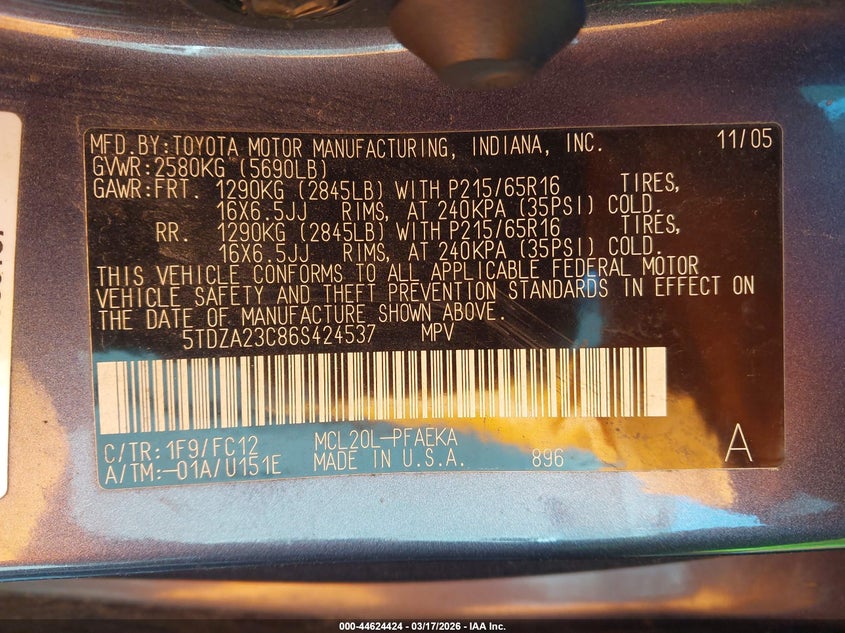 MFD.BY:TOYOTA MOTOR MANUFACTURING, INDIANA, INC. 11/05
GVWR:2580KG (5690LB)
GAWR:FRT. 1290KG (2845LB) WITH P215/65R16 TIRES,
16X6.5JJ RIMS, AT 240KPA (35PSI) COLD.
RR. 1290KG (2845LB) WITH P215/65R16 TIRES,
16X6.5JJ RIMS, AT 240KPA (35PSI) COLD.
THIS VEHICLE CONFORMS TO ALL APPLICABLE FEDERAL MOTOR
VEHICLE SAFETY AND THEFT PREVENTION STANDARDS IN EFFECT ON
THE DATE OF MANUFACTURE SHOWN ABOVE.
5TDZA23C86S424537 MPV
C/TR:1F9/FC12 MCL20L-PFAEKA A
A/TM:-01A/U151E MADE IN U.S.A. 896
000-44624424 — 03/17/2026 — IAA Inc.